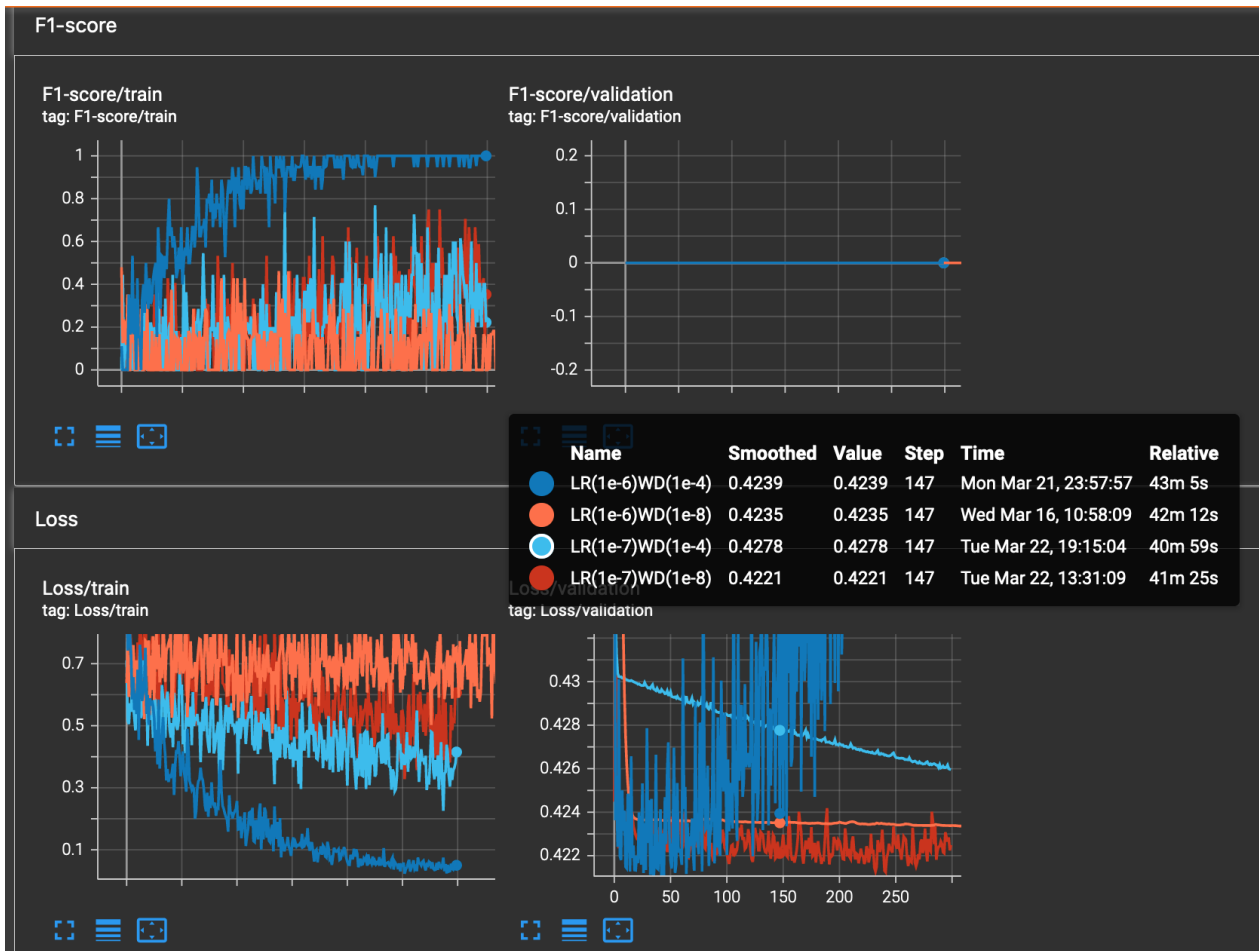 F1-score
F1-score/train
tag: F1-score/train
1
0.8
0.6
0.4
0.2
0
F1-score/validation
tag: F1-score/validation
0.2
0.1
0
-0.1
-0.2
Name Smoothed Value Step Time Relative
LR(1e-6)WD(1e-4) 0.4239 0.4239 147 Mon Mar 21, 23:57:57 43m 5s
LR(1e-6)WD(1e-8) 0.4235 0.4235 147 Wed Mar 16, 10:58:09 42m 12s
LR(1e-7)WD(1e-4) 0.4278 0.4278 147 Tue Mar 22, 19:15:04 40m 59s
LR(1e-7)WD(1e-8) 0.4221 0.4221 147 Tue Mar 22, 13:31:09 41m 25s
Loss
Loss/train
tag: Loss/train
0.7
0.5
0.3
0.1
Loss/validation
tag: Loss/validation
0.43
0.428
0.426
0.424
0.422
0 50 100 150 200 250